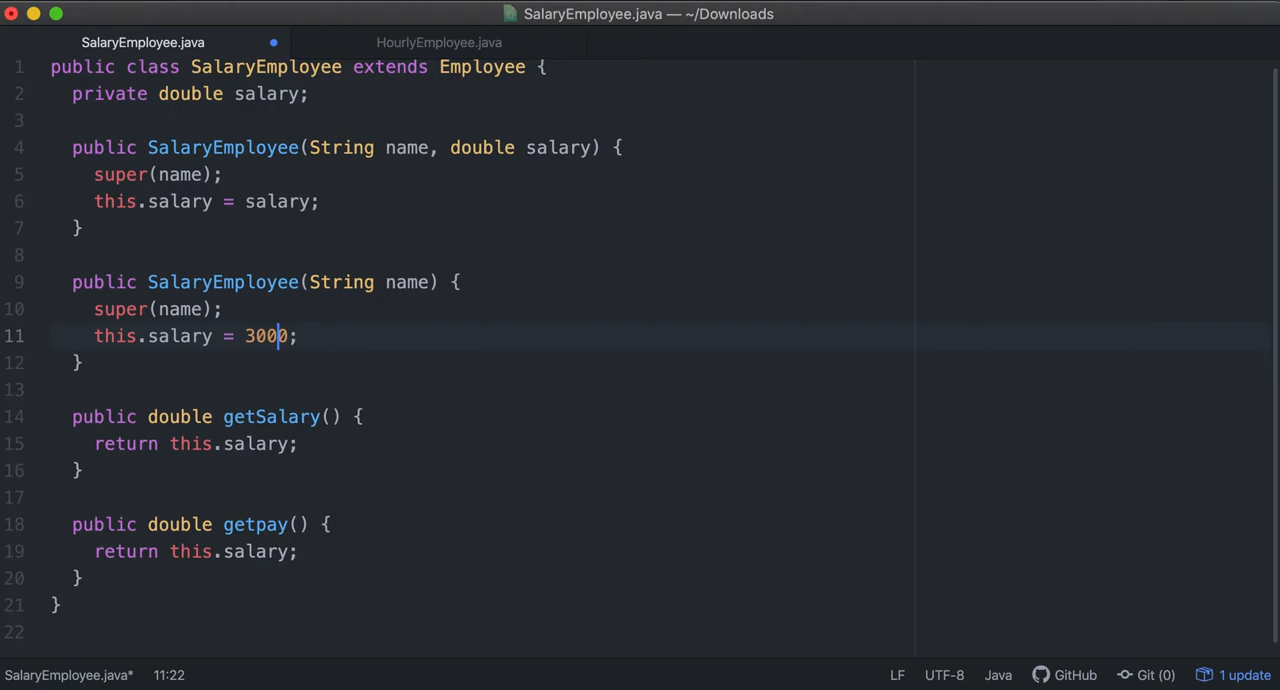 SalaryEmployee.java — ~/Downloads
SalaryEmployee.java HourlyEmployee.java
1 public class SalaryEmployee extends Employee {
2   private double salary;
3
4   public SalaryEmployee(String name, double salary) {
5     super(name);
6     this.salary = salary;
7   }
8
9   public SalaryEmployee(String name) {
10     super(name);
11     this.salary = 3000;
12   }
13
14   public double getSalary() {
15     return this.salary;
16   }
17
18   public double getpay() {
19     return this.salary;
20   }
21 }
22
SalaryEmployee.java* 11:22 LF UTF-8 Java GitHub Git (0) 1 update